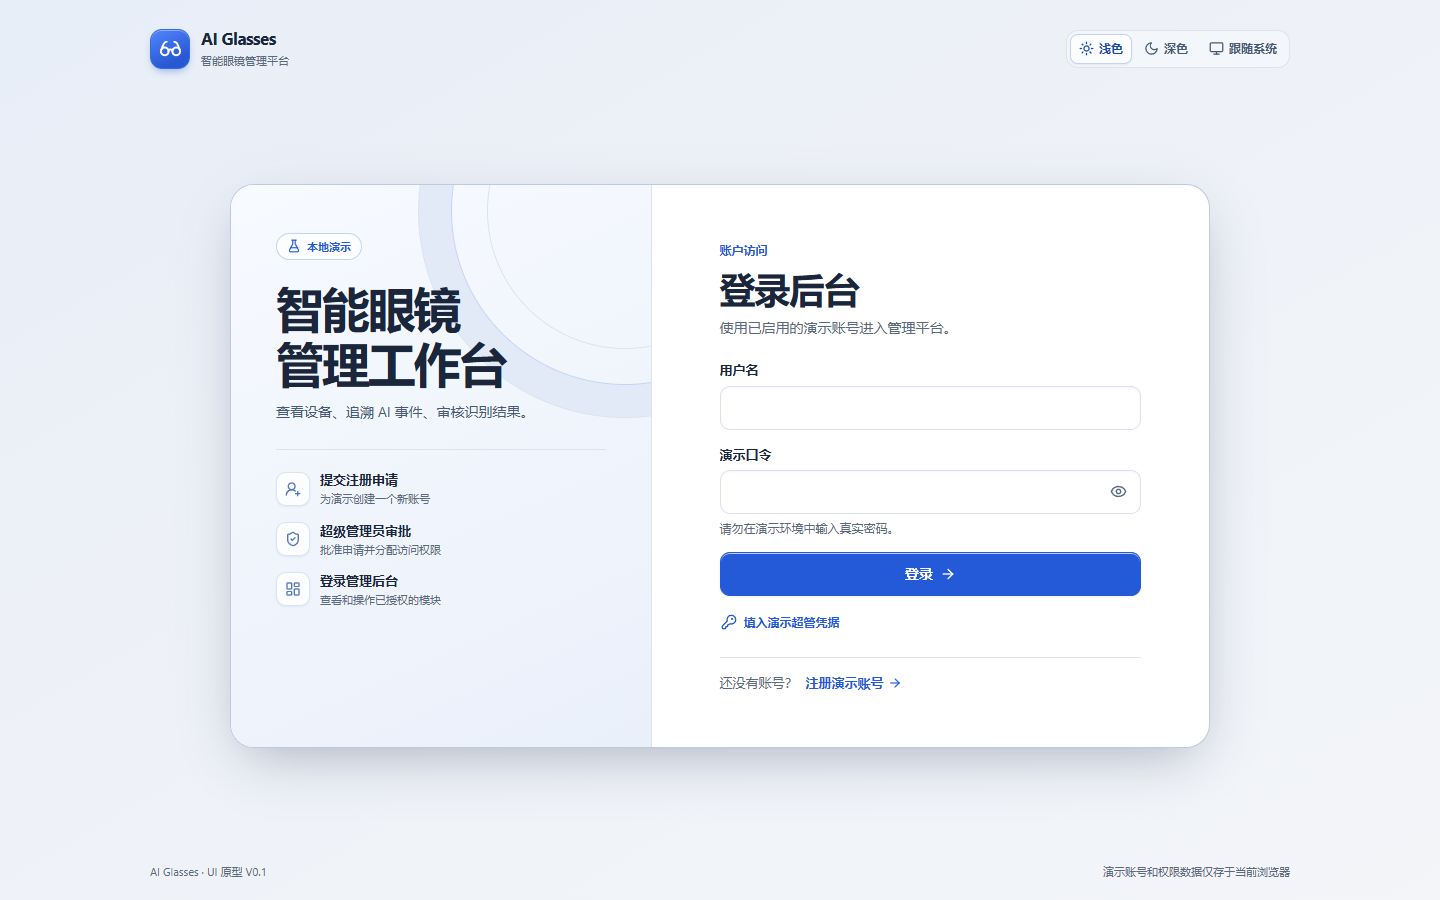 AI Glasses
智能眼镜管理平台
浅色
深色
跟随系统
本地演示
智能眼镜
管理工作台
查看设备、追溯 AI 事件、审核识别结果。
提交注册申请
为演示创建一个新账号
超级管理员审批
批准申请并分配访问权限
登录管理后台
查看和操作已授权的模块
账户访问
登录后台
使用已启用的演示账号进入管理平台。
用户名
演示口令
请勿在演示环境中输入真实密码。
登录
填入演示超管凭据
还没有账号? 注册演示账号
AI Glasses · UI 原型 V0.1
演示账号和权限数据仅存于当前浏览器